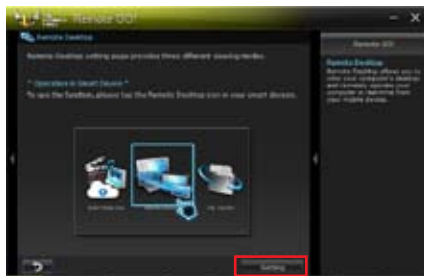 Remote GO!
Remote Desktop
Remote GO!
Remote Desktop setting page provides three different viewing modes.
* Operation in Smart Device *
To use the function, please tap the Remote Desktop icon in your smart devices.
Remote Desktop
Remote Desktop allows you to view your computer's desktop and remotely operate your computer in real-time from your mobile device.
Setting